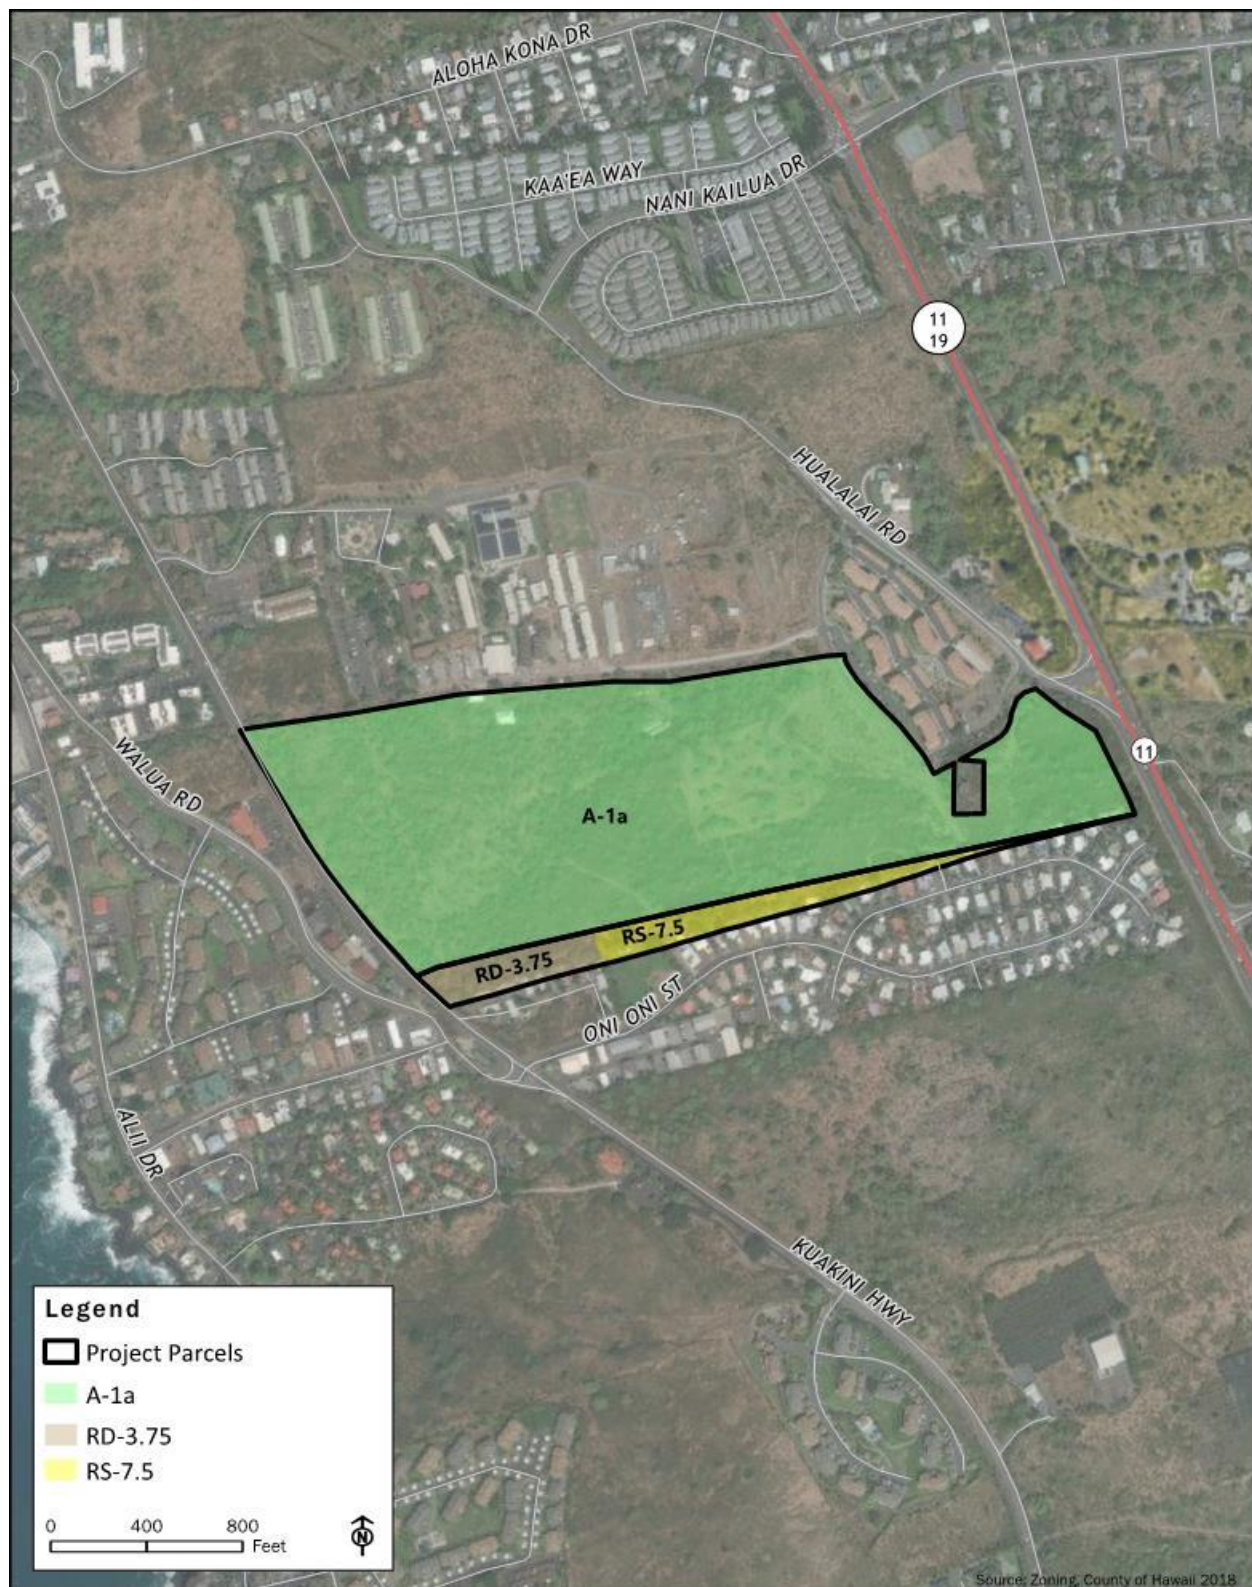 ALOHA KONA DR
KAA'EA WAY
NANI KAILUA DR
11
19
HUALALAI RD
WALUA RD
11
A-1a
RS-7.5
RD-3.75
ONI ONI ST
ALII DR
KUAKINI HWY
Legend
Project Parcels
A-1a
RD-3.75
RS-7.5
0 400 800
Feet
N
Source: Zoning, County of Hawaii 2018